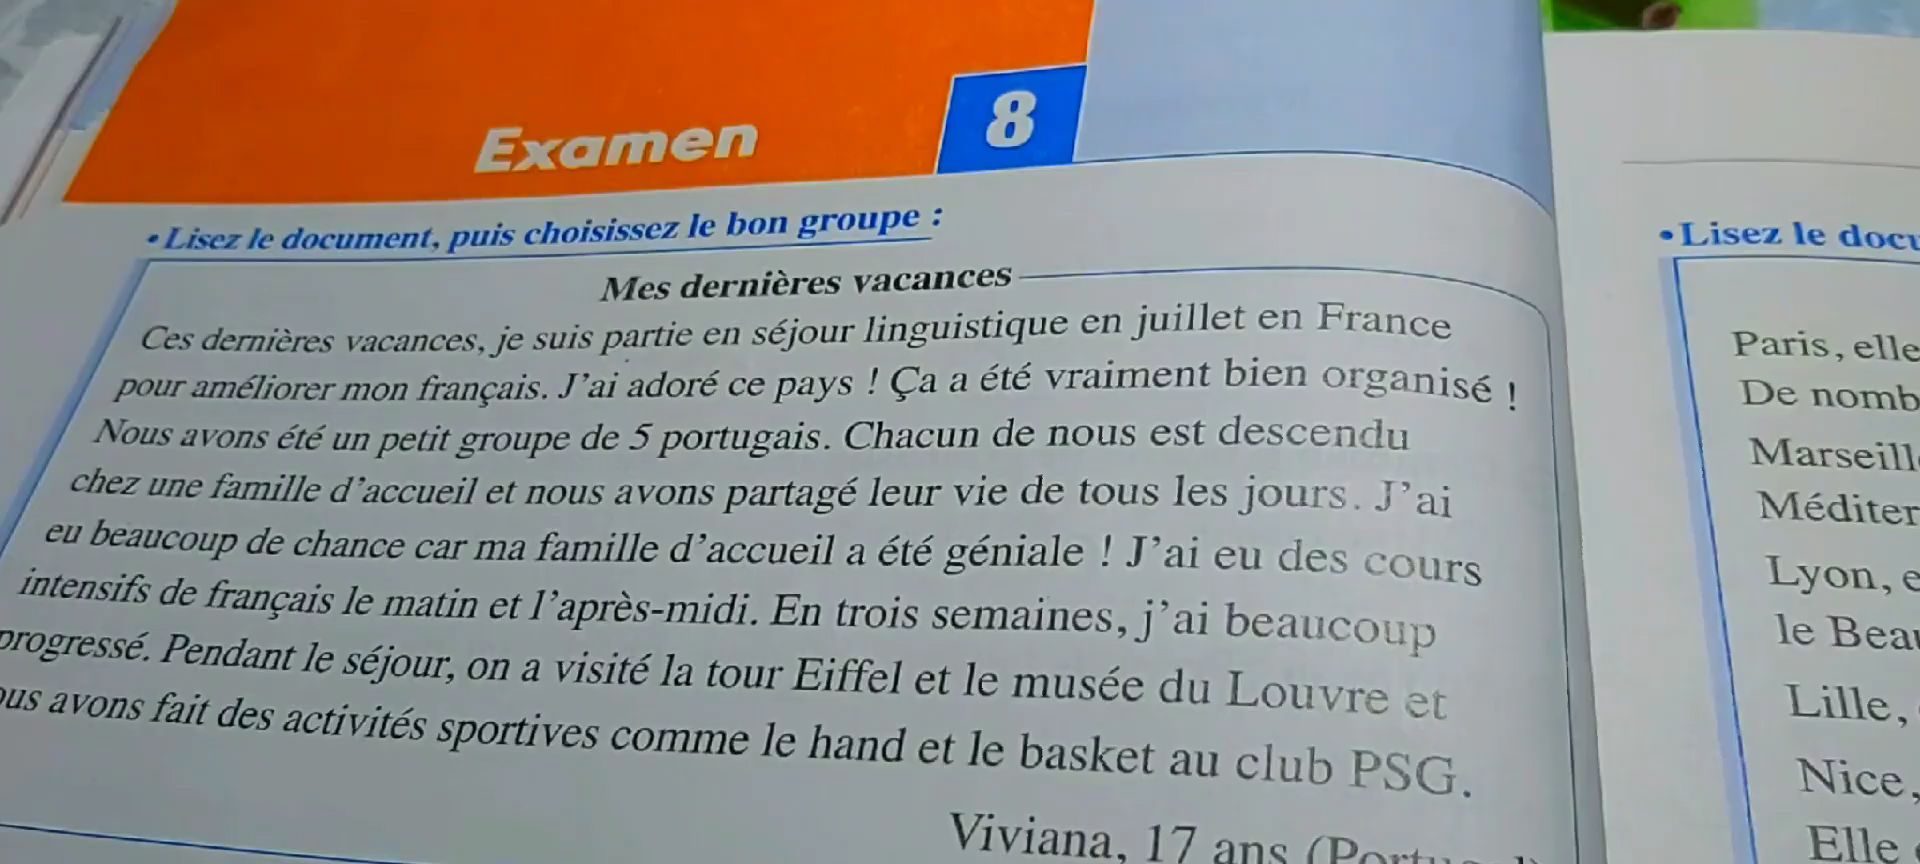 Examen
8
• Lisez le document, puis choisissez le bon groupe :
Mes dernières vacances
Ces dernières vacances, je suis partie en séjour linguistique en juillet en France
pour améliorer mon français. J'ai adoré ce pays ! Ça a été vraiment bien organisé !
Nous avons été un petit groupe de 5 portugais. Chacun de nous est descendu
chez une famille d'accueil et nous avons partagé leur vie de tous les jours. J'ai
eu beaucoup de chance car ma famille d'accueil a été géniale ! J'ai eu des cours
intensifs de français le matin et l'après-midi. En trois semaines, j'ai beaucoup
progressé. Pendant le séjour, on a visité la tour Eiffel et le musée du Louvre et
avons fait des activités sportives comme le hand et le basket au club PSG.
Viviana, 17 ans
• Lisez le
Paris, elle
De
Lyon,
le
Lille,
Nice,
Elle